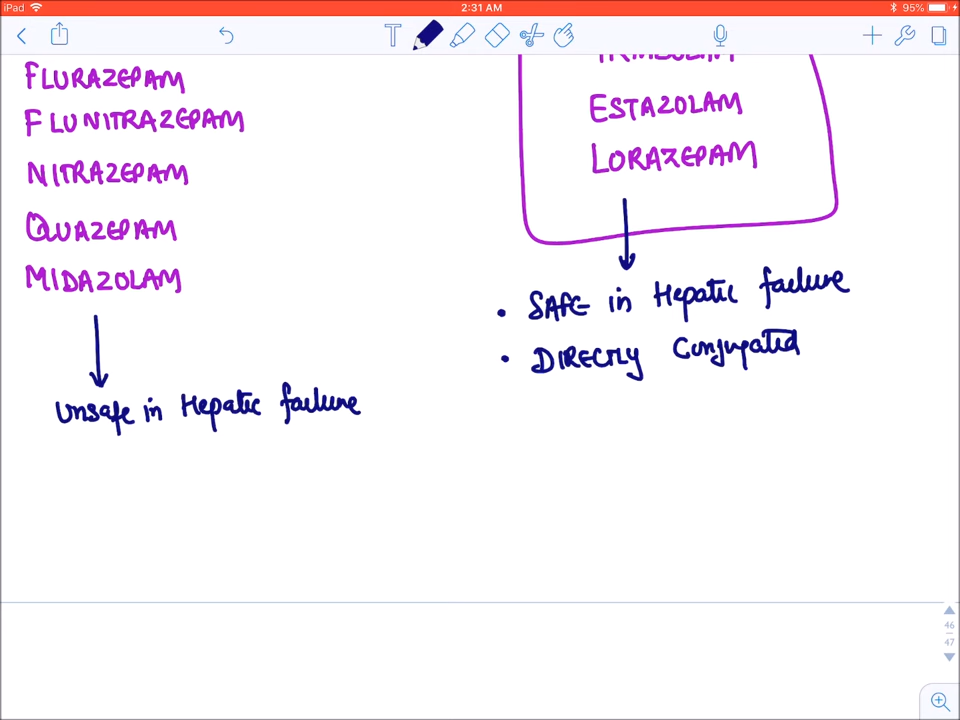 iPad
2:31 AM
95%
T
FLURAZEPAM
FLUNITRAZEPAM
NITRAZEPAM
QUAZEPAM
MIDAZOLAM
Unsafe in Hepatic failure
ESTAZOLAM
LORAZEPAM
• SAFE in Hepatic failure
• DIRECTLY Conjugated
46
47